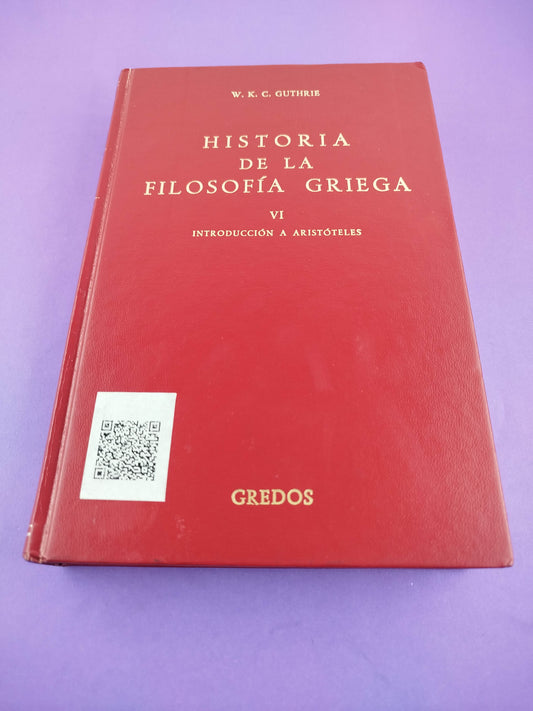 W. K. C. GUTHRIE
HISTORIA
DE LA
FILOSOFÍA GRIEGA
VI
INTRODUCCIÓN A ARISTÓTELES
GREDOS